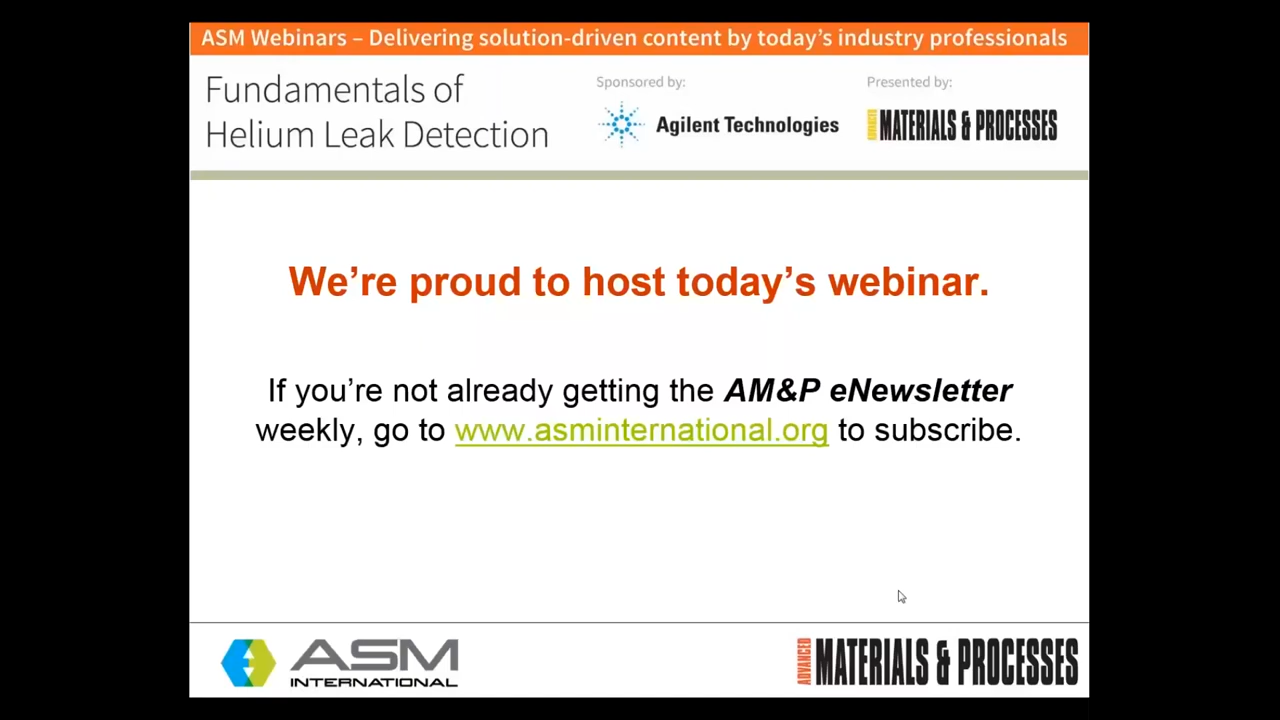 ASM Webinars – Delivering solution-driven content by today’s industry professionals
Fundamentals of
Helium Leak Detection
Sponsored by:
Agilent Technologies
Presented by:
ADVANCED MATERIALS & PROCESSES
We’re proud to host today’s webinar.
If you’re not already getting the AM&P eNewsletter
weekly, go to www.asminternational.org to subscribe.
ASM
INTERNATIONAL
ADVANCED MATERIALS & PROCESSES